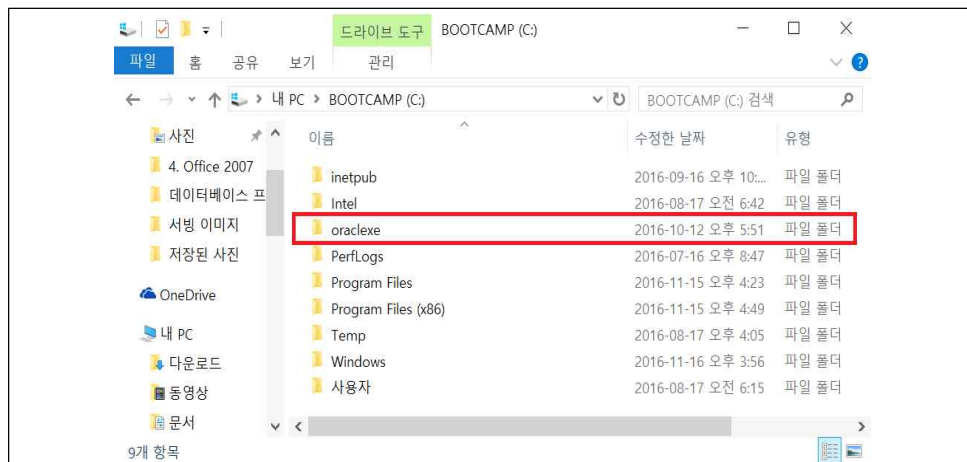 드라이브 도구 BOOTCAMP (C:)
파일 홈 공유 보기 관리
내 PC > BOOTCAMP (C:) BOOTCAMP (C:) 검색
사진
4. Office 2007
데이터베이스 프
서빙 이미지
저장된 사진
OneDrive
내 PC
다운로드
동영상
문서
이름 수정한 날짜 유형
inetpub 2016-09-16 오후 10:... 파일 폴더
Intel 2016-08-17 오전 6:42 파일 폴더
oraclexe 2016-10-12 오후 5:51 파일 폴더
PerfLogs 2016-07-16 오후 8:47 파일 폴더
Program Files 2016-11-15 오후 4:23 파일 폴더
Program Files (x86) 2016-11-15 오후 4:49 파일 폴더
Temp 2016-08-17 오후 4:05 파일 폴더
Windows 2016-11-16 오후 3:56 파일 폴더
사용자 2016-08-17 오전 6:15 파일 폴더
9개 항목